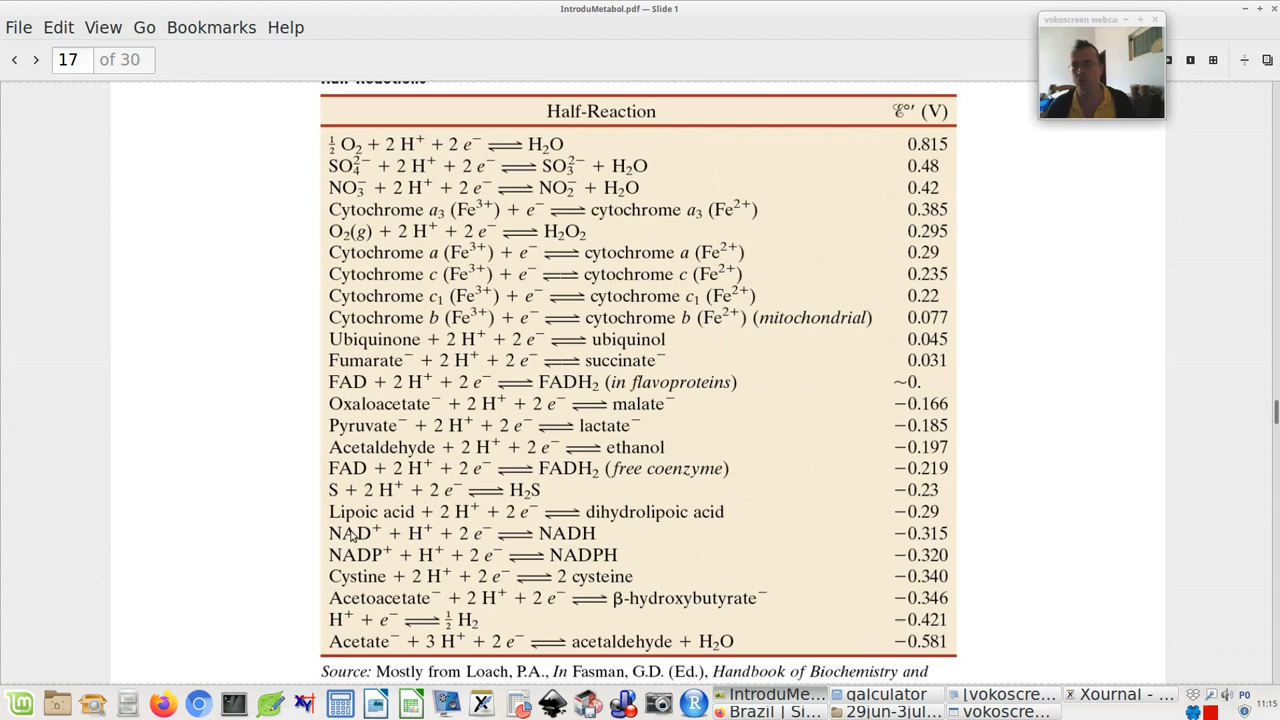 IntroduMetabol.pdf — Slide 1
vokoscreen webca
File Edit View Go Bookmarks Help
17 of 30
Half-Reaction ℰ°′ (V)
½ O₂ + 2 H⁺ + 2 e⁻ ⇌ H₂O 0.815
SO₄²⁻ + 2 H⁺ + 2 e⁻ ⇌ SO₃²⁻ + H₂O 0.48
NO₃⁻ + 2 H⁺ + 2 e⁻ ⇌ NO₂⁻ + H₂O 0.42
Cytochrome a₃ (Fe³⁺) + e⁻ ⇌ cytochrome a₃ (Fe²⁺) 0.385
O₂(g) + 2 H⁺ + 2 e⁻ ⇌ H₂O₂ 0.295
Cytochrome a (Fe³⁺) + e⁻ ⇌ cytochrome a (Fe²⁺) 0.29
Cytochrome c (Fe³⁺) + e⁻ ⇌ cytochrome c (Fe²⁺) 0.235
Cytochrome c₁ (Fe³⁺) + e⁻ ⇌ cytochrome c₁ (Fe²⁺) 0.22
Cytochrome b (Fe³⁺) + e⁻ ⇌ cytochrome b (Fe²⁺) (mitochondrial) 0.077
Ubiquinone + 2 H⁺ + 2 e⁻ ⇌ ubiquinol 0.045
Fumarate⁻ + 2 H⁺ + 2 e⁻ ⇌ succinate⁻ 0.031
FAD + 2 H⁺ + 2 e⁻ ⇌ FADH₂ (in flavoproteins) ~0.
Oxaloacetate⁻ + 2 H⁺ + 2 e⁻ ⇌ malate⁻ −0.166
Pyruvate⁻ + 2 H⁺ + 2 e⁻ ⇌ lactate⁻ −0.185
Acetaldehyde + 2 H⁺ + 2 e⁻ ⇌ ethanol −0.197
FAD + 2 H⁺ + 2 e⁻ ⇌ FADH₂ (free coenzyme) −0.219
S + 2 H⁺ + 2 e⁻ ⇌ H₂S −0.23
Lipoic acid + 2 H⁺ + 2 e⁻ ⇌ dihydrolipoic acid −0.29
NAD⁺ + H⁺ + 2 e⁻ ⇌ NADH −0.315
NADP⁺ + H⁺ + 2 e⁻ ⇌ NADPH −0.320
Cystine + 2 H⁺ + 2 e⁻ ⇌ 2 cysteine −0.340
Acetoacetate⁻ + 2 H⁺ + 2 e⁻ ⇌ β-hydroxybutyrate⁻ −0.346
H⁺ + e⁻ ⇌ ½ H₂ −0.421
Acetate⁻ + 3 H⁺ + 2 e⁻ ⇌ acetaldehyde + H₂O −0.581
Source: Mostly from Loach, P.A., In Fasman, G.D. (Ed.), Handbook of Biochemistry and
IntroduMe... galculator [vokoscre... Xournal - ...
Brazil | Si... 29jun-3jul... vokoscre...
P0 11:15